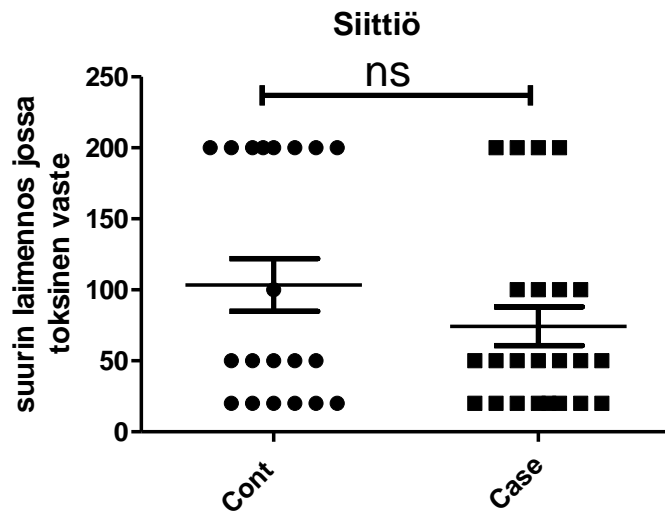 Siittiö
ns
suurin laimennos jossa
toksinen vaste
250
200
150
100
50
0
Cont
Case